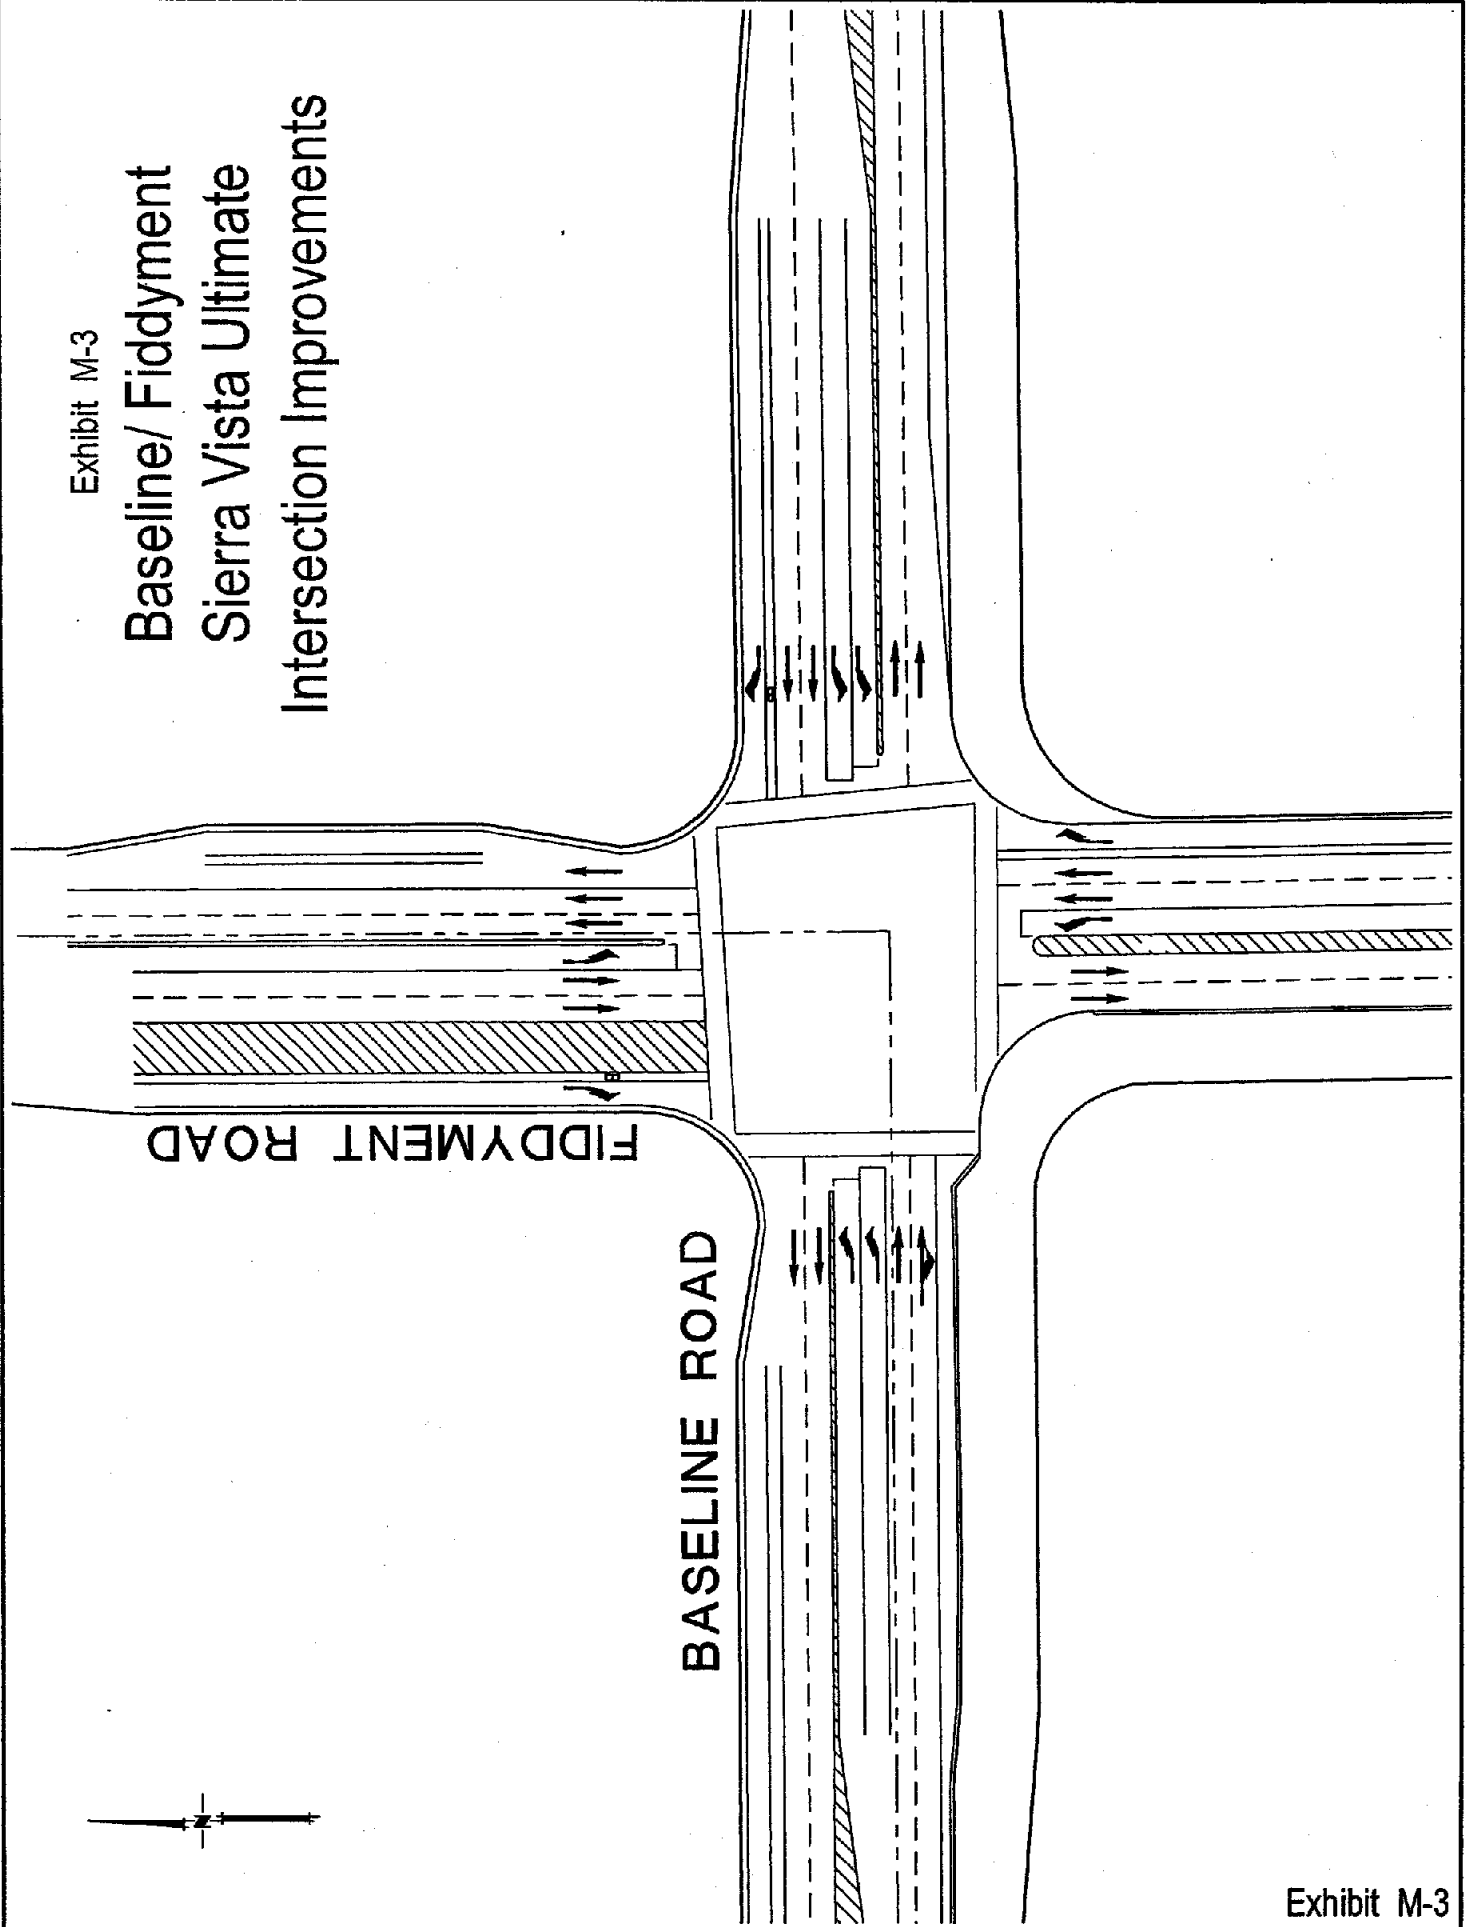 Exhibit M-3
Baseline/ Fiddyment
Sierra Vista Ultimate
Intersection Improvements
FIDDYMENT ROAD
BASELINE ROAD
N
Exhibit M-3